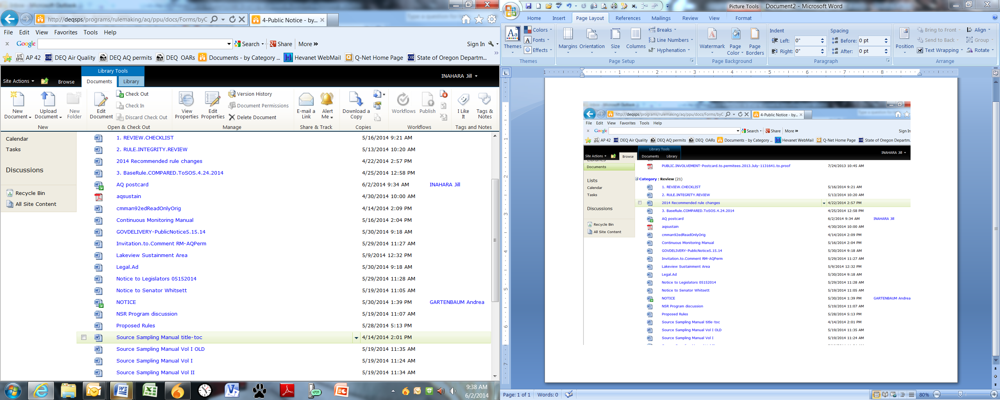 http://deqsps/programs/rulemaking/aq/ppu/docs/Forms/byC
4-Public Notice - by...
File Edit View Favorites Tools Help
x Google Search Share More » Sign In
AP 42 DEQ Air Quality DEQ AQ permits DEQ OARs Documents - by Category ... Hevanet WebMail Q-Net Home Page State of Oregon Departm...
Library Tools
Site Actions Browse Documents Library INAHARA Jill
New Document Upload Document New Folder
New
Edit Document Check Out Check In Discard Check Out
Open & Check Out
View Properties Edit Properties Version History Document Permissions Delete Document
Manage
E-mail a Link Alert Me
Share & Track
Download a Copy
Copies
Workflows Publish
Workflows
I Like It Tags & Notes
Tags and Notes
Calendar
Tasks
Discussions
Recycle Bin
All Site Content
1. REVIEW.CHECKLIST 5/16/2014 9:21 AM
2. RULE.INTEGRITY.REVIEW 5/13/2014 10:20 AM
2014 Recommended rule changes 4/22/2014 2:57 PM
3. BaseRule.COMPARED.ToSOS.4.24.2014 4/25/2014 12:58 PM
AQ postcard 6/2/2014 9:34 AM INAHARA Jill
aqsustain 4/30/2014 10:00 AM
cmman92edReadOnlyOrig 4/14/2014 2:09 PM
Continuous Monitoring Manual 5/16/2014 2:04 PM
GOVDELIVERY-PublicNotice5.15.14 5/30/2014 9:18 AM
Invitation.to.Comment RM-AQPerm 5/29/2014 11:27 AM
Lakeview Sustainment Area 5/9/2014 12:32 PM
Legal.Ad 5/30/2014 9:18 AM
Notice to Legislators 05152014 5/29/2014 11:28 AM
Notice to Senator Whitsett 5/19/2014 11:05 AM
NOTICE 5/30/2014 1:39 PM GARTENBAUM Andrea
NSR Program discussion 5/19/2014 11:07 AM
Proposed Rules 5/28/2014 5:13 PM
Source Sampling Manual title-toc 4/14/2014 2:01 PM
Source Sampling Manual Vol I OLD 5/19/2014 11:35 AM
Source Sampling Manual Vol I 5/19/2014 11:24 AM
Source Sampling Manual Vol II 5/19/2014 11:34 AM
9:38 AM
6/2/2014
Picture Tools Document2 - Microsoft Word
Home Insert Page Layout References Mailings Review View Format
Themes Colors Fonts Effects
Themes
Margins Orientation Size Columns Breaks Line Numbers Hyphenation
Page Setup
Watermark Page Color Page Borders
Page Background
Indent Spacing
Left: 0" Before: 0 pt
Right: 0" After: 0 pt
Paragraph
Position Bring to Front Send to Back Text Wrapping Align Group Rotate
Arrange
1 1 2 3 4 5 6 7 8
1
2
3
4
5
6
7
http://deqsps/programs/rulemaking/aq/ppu/docs/Forms/byC
4-Public Notice - by...
File Edit View Favorites Tools Help
x Google Search Share More » Sign In
AP 42 DEQ Air Quality DEQ AQ permits DEQ OARs Documents - by Category ... Hevanet WebMail Q-Net Home Page State of Oregon Departm.
Library Tools
Site Actions Browse Documents Library INAHARA Jill
Libraries
Documents
Lists
Calendar
Tasks
Discussions
Recycle Bin
All Site Content
PUBLIC.INVOLVEMENT-Postcard.to.permitees.2013.July-1131641.to.proof 7/24/2013 10:45 AM
Category : Review (21)
1. REVIEW.CHECKLIST 5/16/2014 9:21 AM
2. RULE.INTEGRITY.REVIEW 5/13/2014 10:20 AM
2014 Recommended rule changes 4/22/2014 2:57 PM
3. BaseRule.COMPARED.ToSOS.4.24.2014 4/25/2014 12:58 PM
AQ postcard 6/2/2014 9:34 AM INAHARA Jill
aqsustain 4/30/2014 10:00 AM
cmman92edReadOnlyOrig 4/14/2014 2:09 PM
Continuous Monitoring Manual 5/16/2014 2:04 PM
GOVDELIVERY-PublicNotice5.15.14 5/30/2014 9:18 AM
Invitation.to.Comment RM-AQPerm 5/29/2014 11:27 AM
Lakeview Sustainment Area 5/9/2014 12:32 PM
Legal.Ad 5/30/2014 9:18 AM
Notice to Legislators 05152014 5/29/2014 11:28 AM
Notice to Senator Whitsett 5/19/2014 11:05 AM
NOTICE 5/30/2014 1:39 PM GARTENBAUM Andrea
NSR Program discussion 5/19/2014 11:07 AM
Proposed Rules 5/28/2014 5:13 PM
Source Sampling Manual title-toc 4/14/2014 2:01 PM
Source Sampling Manual Vol I OLD 5/19/2014 11:35 AM
Source Sampling Manual Vol I 5/19/2014 11:24 AM
Page: 1 of 1 Words: 0 80%